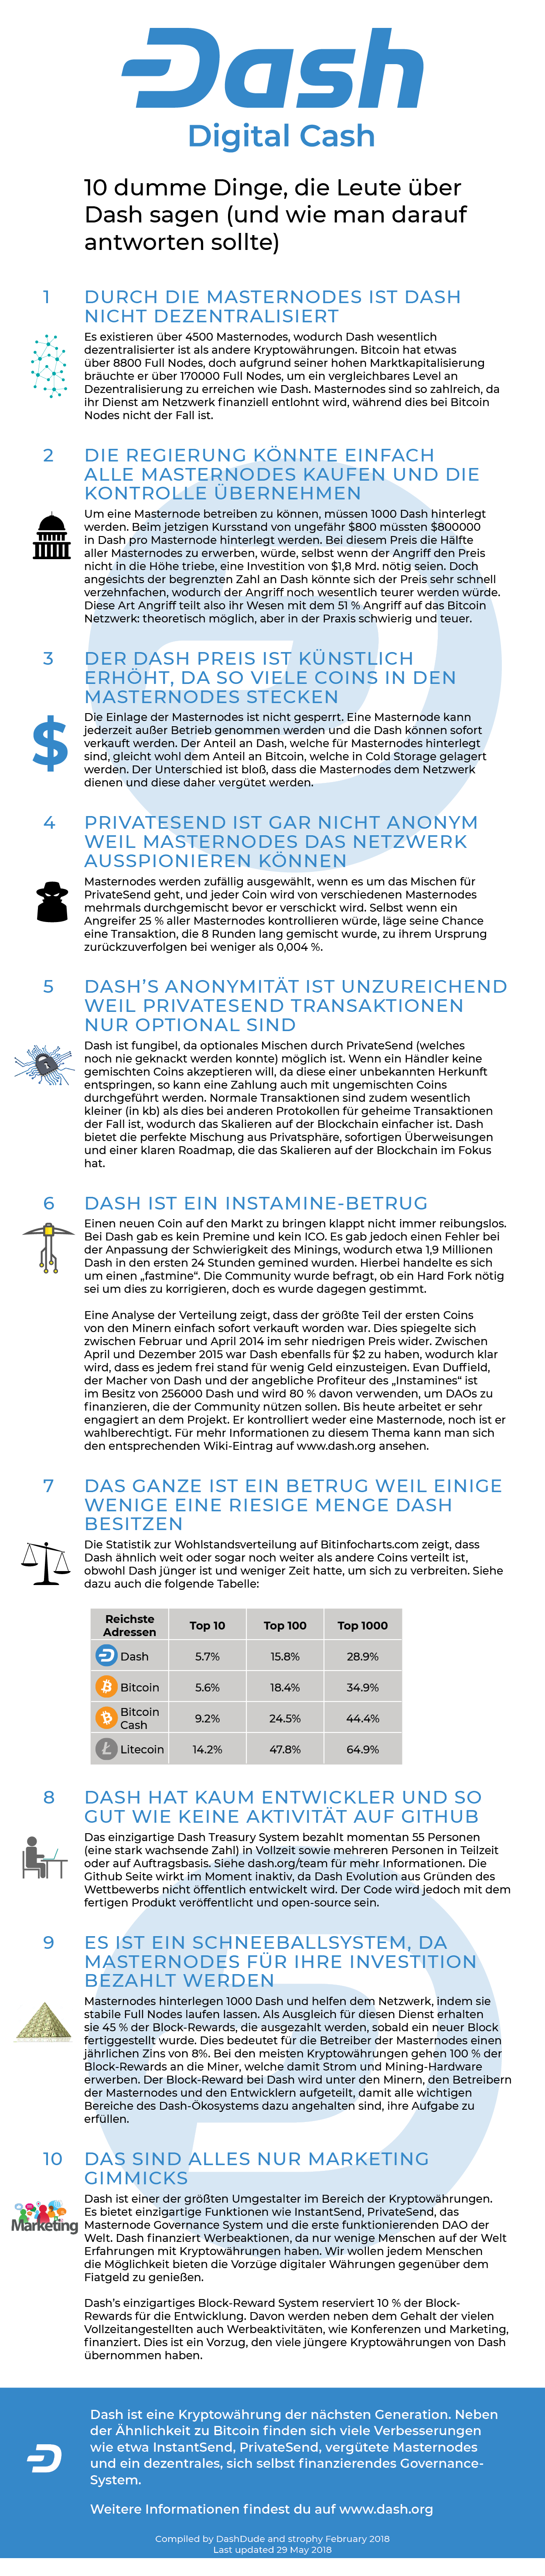 Dash
Digital Cash
10 dumme Dinge, die Leute über
Dash sagen (und wie man darauf
antworten sollte)
1
DURCH DIE MASTERNODES IST DASH
NICHT DEZENTRALISIERT
Es existieren über 4500 Masternodes, wodurch Dash wesentlich
dezentralisierter ist als andere Kryptowährungen. Bitcoin hat etwas
über 8800 Full Nodes, doch aufgrund seiner hohen Marktkapitalisierung
bräuchte er über 170000 Full Nodes, um ein vergleichbares Level an
Dezentralisierung zu erreichen wie Dash. Masternodes sind so zahlreich, da
ihr Dienst am Netzwerk finanziell entlohnt wird, während dies bei Bitcoin
Nodes nicht der Fall ist.
2
DIE REGIERUNG KÖNNTE EINFACH
ALLE MASTERNODES KAUFEN UND DIE
KONTROLLE ÜBERNEHMEN
Um eine Masternode betreiben zu können, müssen 1000 Dash hinterlegt
werden. Beim jetzigen Kursstand von ungefähr $800 müssten $800000
in Dash pro Masternode hinterlegt werden. Bei diesem Preis die Hälfte
aller Masternodes zu erwerben, würde, selbst wenn der Angriff den Preis
nicht in die Höhe triebe, eine Investition von $1,8 Mrd. nötig seien. Doch
angesichts der begrenzten Zahl an Dash könnte sich der Preis sehr schnell
verzehnfachen, wodurch der Angriff noch wesentlich teurer werden würde.
Diese Art Angriff teilt also ihr Wesen mit dem 51 % Angriff auf das Bitcoin
Netzwerk: theoretisch möglich, aber in der Praxis schwierig und teuer.
3
DER DASH PREIS IST KÜNSTLICH
ERHÖHT, DA SO VIELE COINS IN DEN
MASTERNODES STECKEN
Die Einlage der Masternodes ist nicht gesperrt. Eine Masternode kann
jederzeit außer Betrieb genommen werden und die Dash können sofort
verkauft werden. Der Anteil an Dash, welche für Masternodes hinterlegt
sind, gleicht wohl dem Anteil an Bitcoin, welche in Cold Storage gelagert
werden. Der Unterschied ist bloß, dass die Masternodes dem Netzwerk
dienen und diese daher vergütet werden.
4
PRIVATESEND IST GAR NICHT ANONYM
WEIL MASTERNODES DAS NETZWERK
AUSSPIONIEREN KÖNNEN
Masternodes werden zufällig ausgewählt, wenn es um das Mischen für
PrivateSend geht, und jeder Coin wird von verschiedenen Masternodes
mehrmals durchgemischt bevor er verschickt wird. Selbst wenn ein
Angreifer 25 % aller Masternodes kontrollieren würde, läge seine Chance
eine Transaktion, die 8 Runden lang gemischt wurde, zu ihrem Ursprung
zurückzuverfolgen bei weniger als 0,004 %.
5
DASH'S ANONYMITÄT IST UNZUREICHEND
WEIL PRIVATESEND TRANSAKTIONEN
NUR OPTIONAL SIND
Dash ist fungibel, da optionales Mischen durch PrivateSend (welches
noch nie geknackt werden konnte) möglich ist. Wenn ein Händler keine
gemischten Coins akzeptieren will, da diese einer unbekannten Herkunft
entspringen, so kann eine Zahlung auch mit ungemischten Coins
durchgeführt werden. Normale Transaktionen sind zudem wesentlich
kleiner (in kb) als dies bei anderen Protokollen für geheime Transaktionen
der Fall ist, wodurch das Skalieren auf der Blockchain einfacher ist. Dash
bietet die perfekte Mischung aus Privatsphäre, sofortigen Überweisungen
und einer klaren Roadmap, die das Skalieren auf der Blockchain im Fokus
hat.
6
DASH IST EIN INSTAMINE-BETRUG
Einen neuen Coin auf den Markt zu bringen klappt nicht immer reibungslos.
Bei Dash gab es kein Prämine und kein ICO. Es gab jedoch einen Fehler bei
der Anpassung der Schwierigkeit des Minings, wodurch etwa 1,9 Millionen
Dash in den ersten 24 Stunden gemined wurden. Hierbei handelte es sich
um einen „fastmine“. Die Community wurde befragt, ob ein Hard Fork nötig
sei um dies zu korrigieren, doch es wurde dagegen gestimmt.
Eine Analyse der Verteilung zeigt, dass der größte Teil der ersten Coins
von den Minern einfach sofort verkauft worden war. Dies spiegelte sich
zwischen Februar und April 2014 im sehr niedrigen Preis wider. Zwischen
April und Dezember 2015 war Dash ebenfalls für $2 zu haben, wodurch klar
wird, dass es jedem frei stand für wenig Geld einzusteigen. Evan Duffield,
der Macher von Dash und der angebliche Profiteur des „Instamines“ ist
im Besitz von 256000 Dash und wird 80 % davon verwenden, um DAOs zu
finanzieren, die der Community nützen sollen. Bis heute arbeitet er sehr
engagiert an dem Projekt. Er kontrolliert weder eine Masternode, noch ist er
wahlberechtigt. Für mehr Informationen zu diesem Thema kann man sich
den entsprechenden Wiki-Eintrag auf www.dash.org ansehen.
7
DAS GANZE IST EIN BETRUG WEIL EINIGE
WENIGE EINE RIESIGE MENGE DASH
BESITZEN
Die Statistik zur Wohlstandsverteilung auf Bitinfocharts.com zeigt, dass
Dash ähnlich weit oder sogar noch weiter als andere Coins verteilt ist,
obwohl Dash jünger ist und weniger Zeit hatte, um sich zu verbreiten. Siehe
dazu auch die folgende Tabelle:
Reichste Adressen Top 10 Top 100 Top 1000
Dash 5.7% 15.8% 28.9%
Bitcoin 5.6% 18.4% 34.9%
Bitcoin Cash 9.2% 24.5% 44.4%
Litecoin 14.2% 47.8% 64.9%
8
DASH HAT KAUM ENTWICKLER UND SO
GUT WIE KEINE AKTIVITÄT AUF GITHUB
Das einzigartige Dash Treasury System bezahlt momentan 55 Personen
(eine stark wachsende Zahl) in Vollzeit sowie mehreren Personen in Teilzeit
oder auf Auftragsbasis. Siehe dash.org/team für mehr Informationen. Die
Github Seite wirkt im Moment inaktiv, da Dash Evolution aus Gründen des
Wettbewerbs nicht öffentlich entwickelt wird. Der Code wird jedoch mit dem
fertigen Produkt veröffentlicht und open-source sein.
9
ES IST EIN SCHNEEBALLSYSTEM, DA
MASTERNODES FÜR IHRE INVESTITION
BEZAHLT WERDEN
Masternodes hinterlegen 1000 Dash und helfen dem Netzwerk, indem sie
stabile Full Nodes laufen lassen. Als Ausgleich für diesen Dienst erhalten
sie 45 % der Block-Rewards, die ausgezahlt werden, sobald ein neuer Block
fertiggestellt wurde. Dies bedeutet für die Betreiber der Masternodes einen
jährlichen Zins von 8%. Bei den meisten Kryptowährungen gehen 100 % der
Block-Rewards an die Miner, welche damit Strom und Mining-Hardware
erwerben. Der Block-Reward bei Dash wird unter den Minern, den Betreibern
der Masternodes und den Entwicklern aufgeteilt, damit alle wichtigen
Bereiche des Dash-Ökosystems dazu angehalten sind, ihre Aufgabe zu
erfüllen.
10
DAS SIND ALLES NUR MARKETING
GIMMICKS
Marketing
Dash ist einer der größten Umgestalter im Bereich der Kryptowährungen.
Es bietet einzigartige Funktionen wie InstantSend, PrivateSend, das
Masternode Governance System und die erste funktionierenden DAO der
Welt. Dash finanziert Werbeaktionen, da nur wenige Menschen auf der Welt
Erfahrungen mit Kryptowährungen haben. Wir wollen jedem Menschen
die Möglichkeit bieten die Vorzüge digitaler Währungen gegenüber dem
Fiatgeld zu genießen.
Dash's einzigartiges Block-Reward System reserviert 10 % der Block-
Rewards für die Entwicklung. Davon werden neben dem Gehalt der vielen
Vollzeitangestellten auch Werbeaktivitäten, wie Konferenzen und Marketing,
finanziert. Dies ist ein Vorzug, den viele jüngere Kryptowährungen von Dash
übernommen haben.
Dash ist eine Kryptowährung der nächsten Generation. Neben
der Ähnlichkeit zu Bitcoin finden sich viele Verbesserungen
wie etwa InstantSend, PrivateSend, vergütete Masternodes
und ein dezentrales, sich selbst finanzierendes Governance-
System.
Weitere Informationen findest du auf www.dash.org
Compiled by DashDude and strophy February 2018
Last updated 29 May 2018